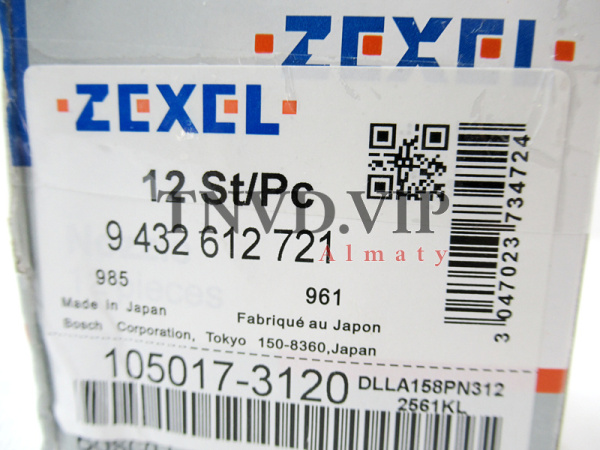 ZEXEL
ZEXEL
12 St/Pc
TNVD.VIP
9 432 612 721
Almaty
985
961
Made in Japan
Fabriqué au Japon
Bosch Corporation, Tokyo 150-8360,Japan
3 047023 734724
105017-3120
DLLA158PN312
2561KL